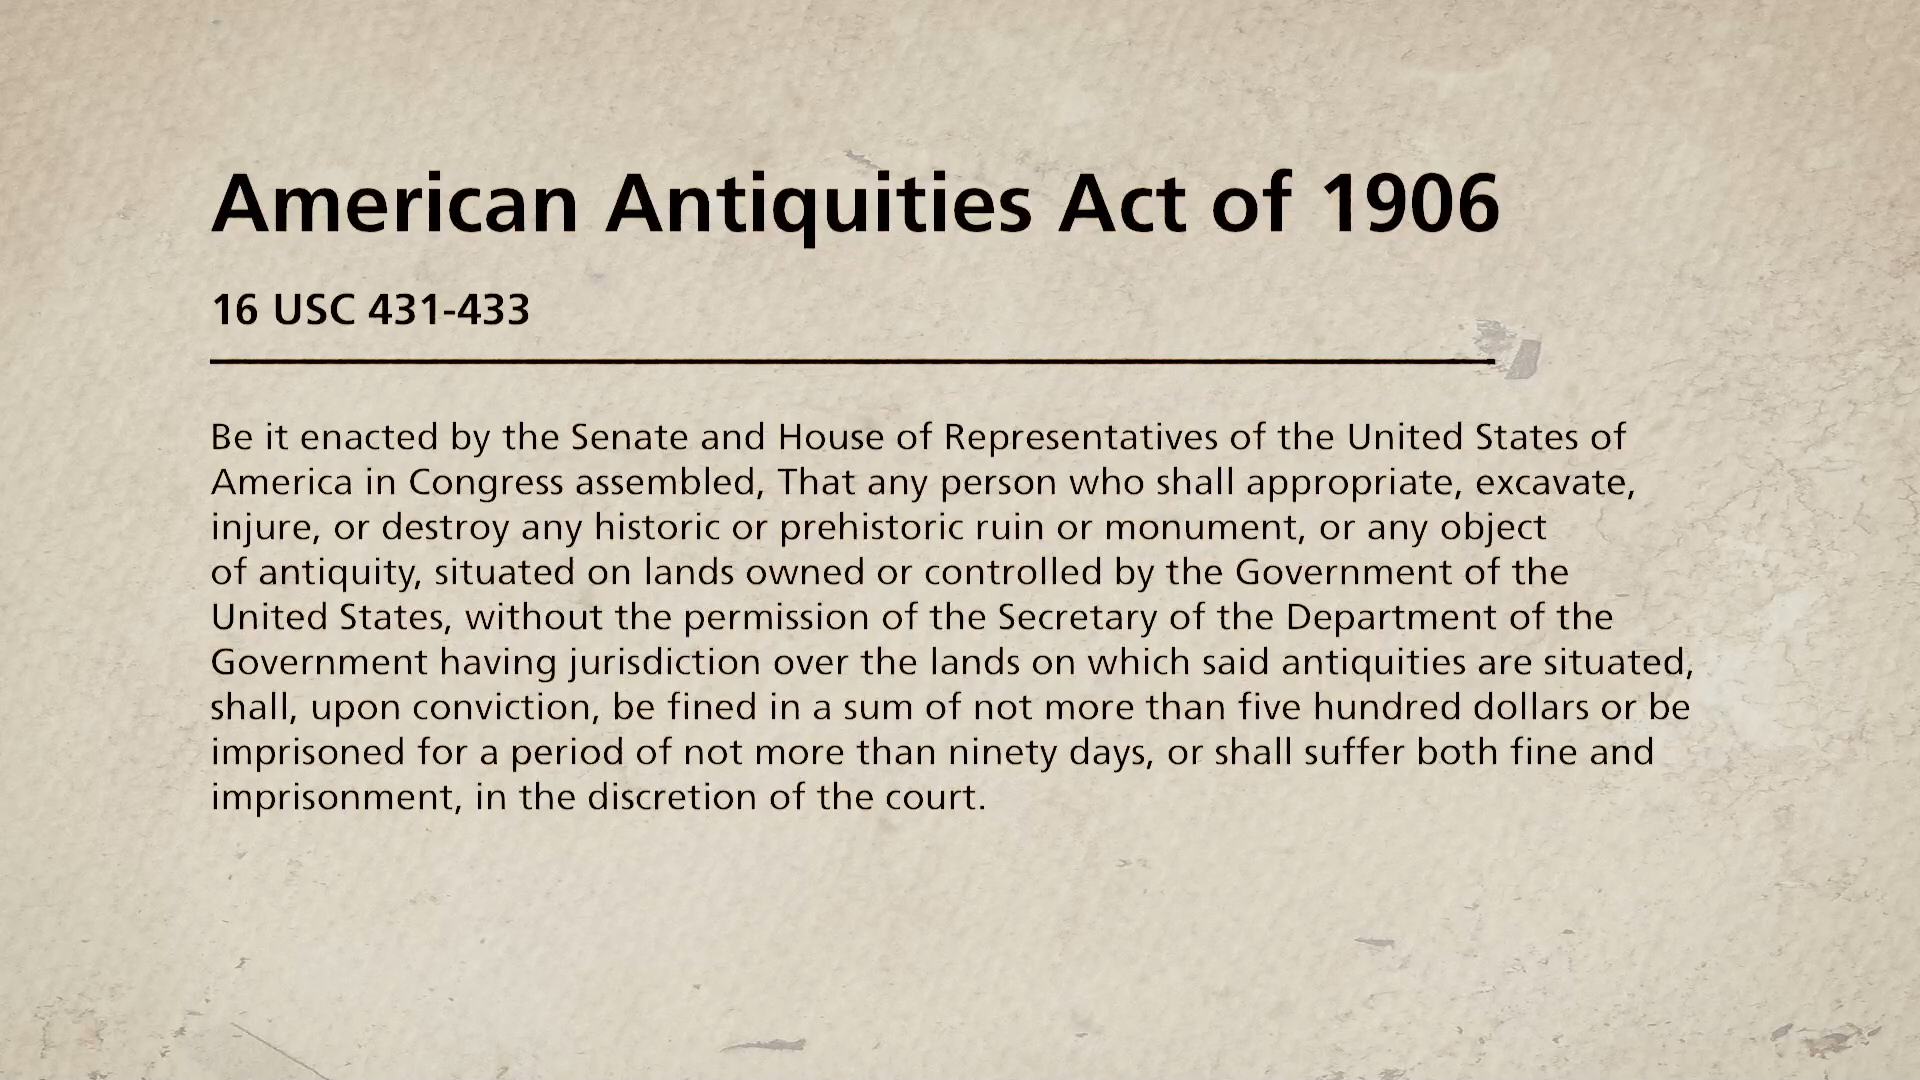 American Antiquities Act of 1906
16 USC 431-433
Be it enacted by the Senate and House of Representatives of the United States of
America in Congress assembled, That any person who shall appropriate, excavate,
injure, or destroy any historic or prehistoric ruin or monument, or any object
of antiquity, situated on lands owned or controlled by the Government of the
United States, without the permission of the Secretary of the Department of the
Government having jurisdiction over the lands on which said antiquities are situated,
shall, upon conviction, be fined in a sum of not more than five hundred dollars or be
imprisoned for a period of not more than ninety days, or shall suffer both fine and
imprisonment, in the discretion of the court.